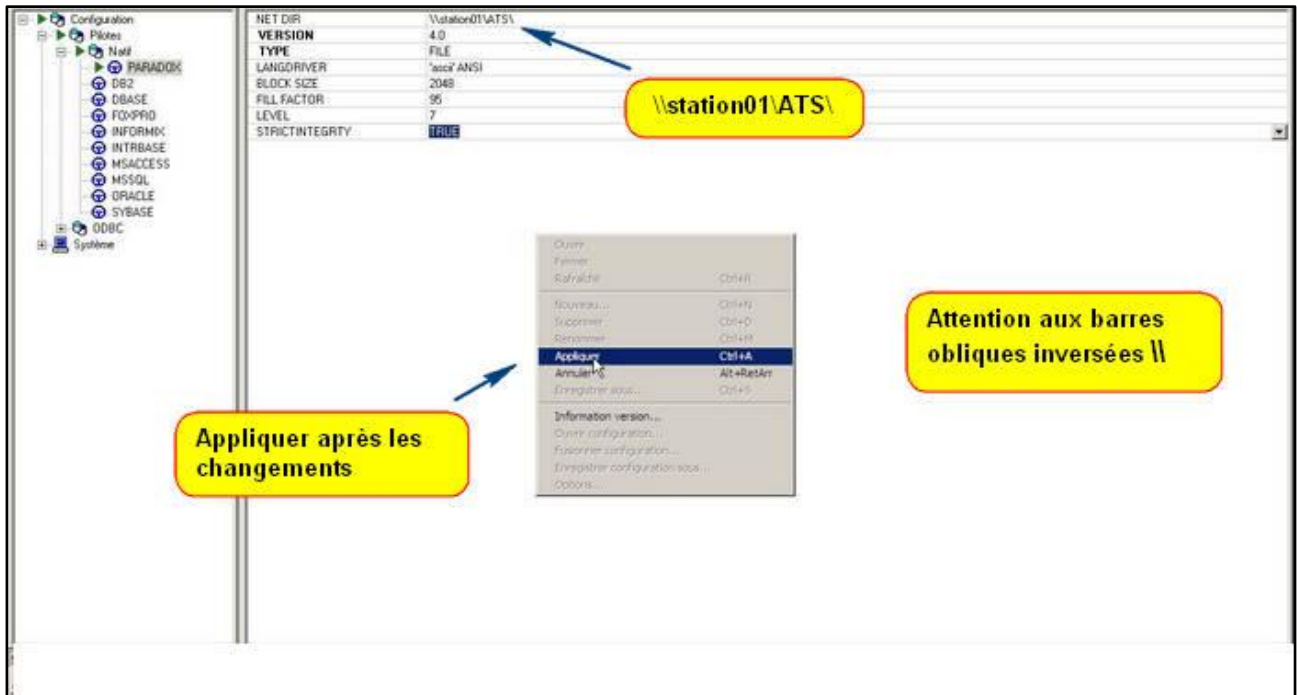 Configuration
Pilotes
Natif
PARADOX
DB2
DBASE
FOXPRO
INFORMIX
INTRBASE
MSACCESS
MSSQL
ORACLE
SYBASE
ODBC
Système
NET DIR \\station01\ATS\
VERSION 4.0
TYPE FILE
LANGDRIVER 'ascii' ANSI
BLOCK SIZE 2048
FILL FACTOR 95
LEVEL 7
STRICTINTEGRTY TRUE
\\station01\ATS\
Ouvrir
Fermer
Rafraîchir Ctrl+R
Nouveau... Ctrl+N
Supprimer Ctrl+D
Renommer Ctrl+M
Appliquer Ctrl+A
Annuler Alt+RetArr
Enregistrer sous... Ctrl+S
Information version...
Ouvrir configuration...
Fusionner configuration...
Enregistrer configuration sous...
Options...
Attention aux barres
obliques inversées \\
Appliquer après les
changements